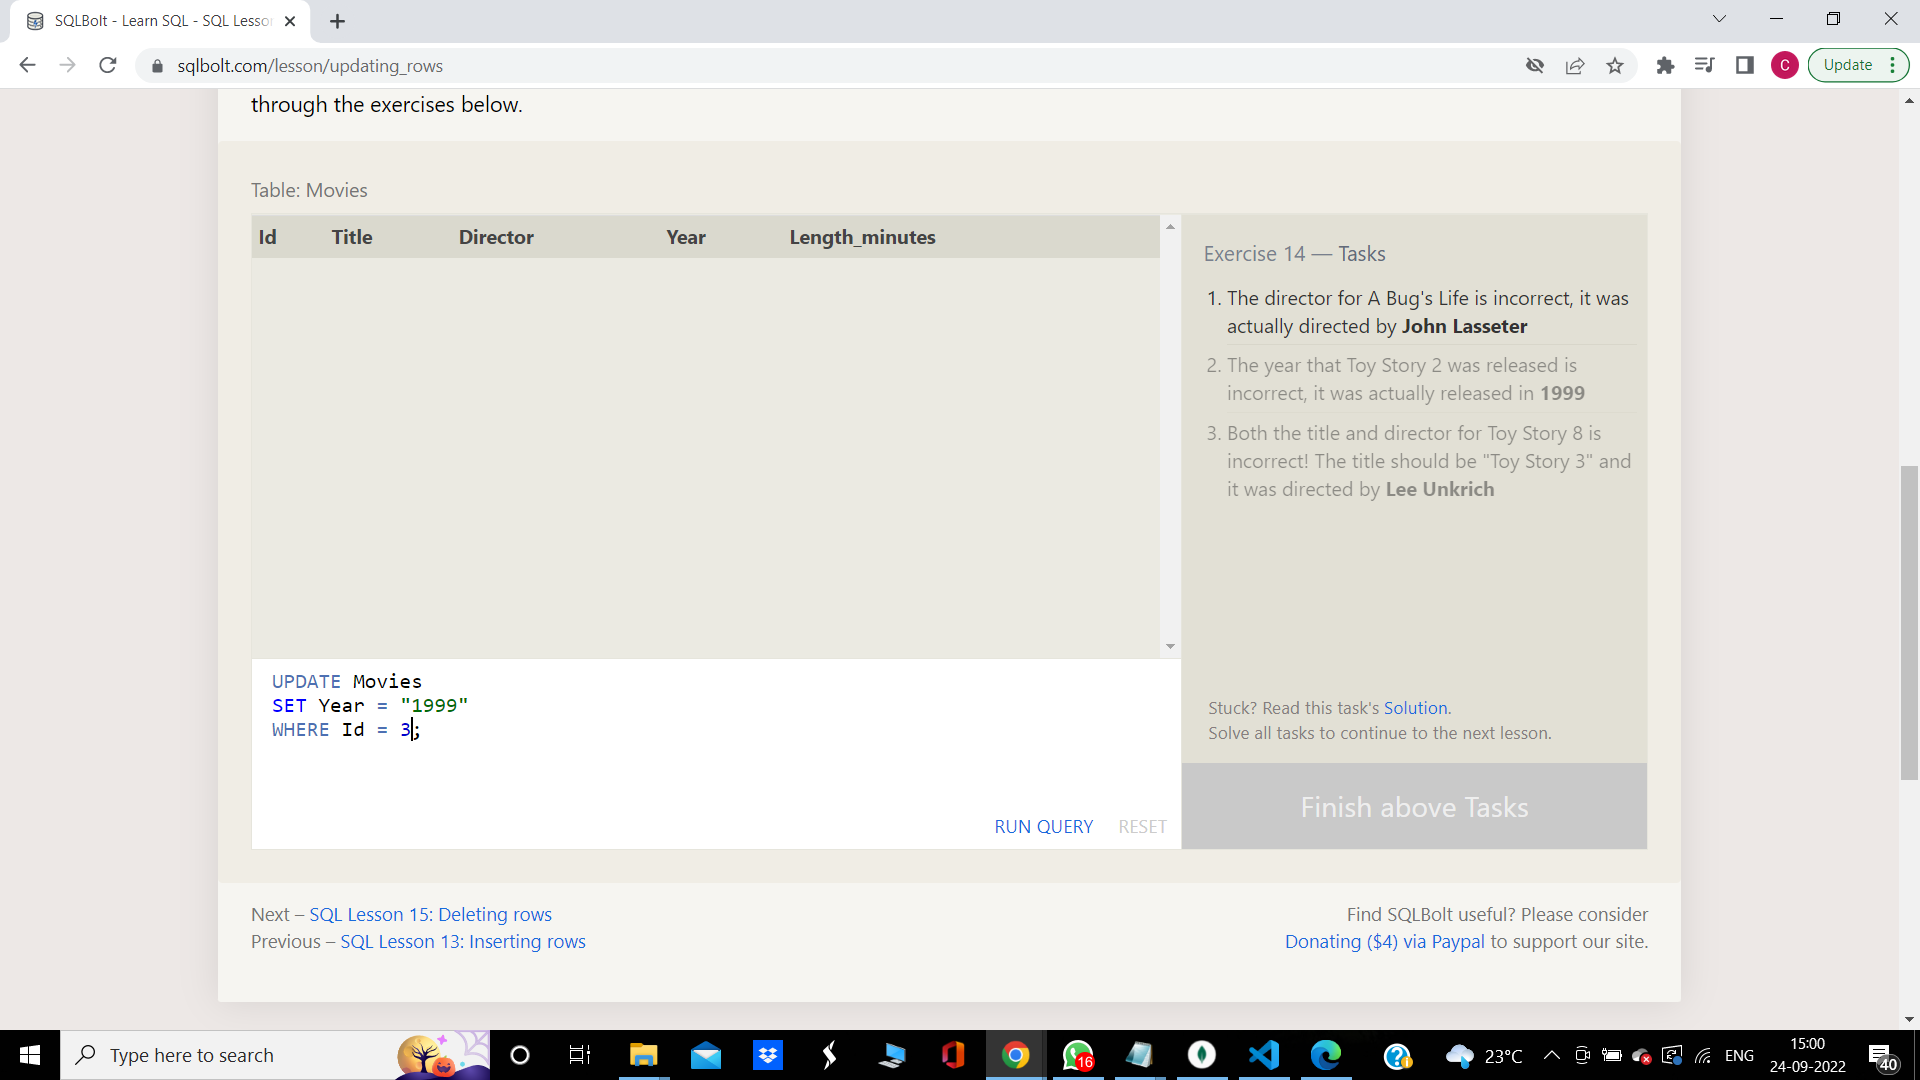 SQLBolt - Learn SQL - SQL Lesso
sqlbolt.com/lesson/updating_rows
C
Update
through the exercises below.
Table: Movies
Id Title Director Year Length_minutes
Exercise 14 — Tasks
1. The director for A Bug's Life is incorrect, it was
actually directed by John Lasseter
2. The year that Toy Story 2 was released is
incorrect, it was actually released in 1999
3. Both the title and director for Toy Story 8 is
incorrect! The title should be "Toy Story 3" and
it was directed by Lee Unkrich
UPDATE Movies
SET Year = "1999"
WHERE Id = 3;
RUN QUERY RESET
Stuck? Read this task's Solution.
Solve all tasks to continue to the next lesson.
Finish above Tasks
Next – SQL Lesson 15: Deleting rows
Previous – SQL Lesson 13: Inserting rows
Find SQLBolt useful? Please consider
Donating ($4) via Paypal to support our site.
Type here to search
16
23°C
ENG
15:00
24-09-2022
40